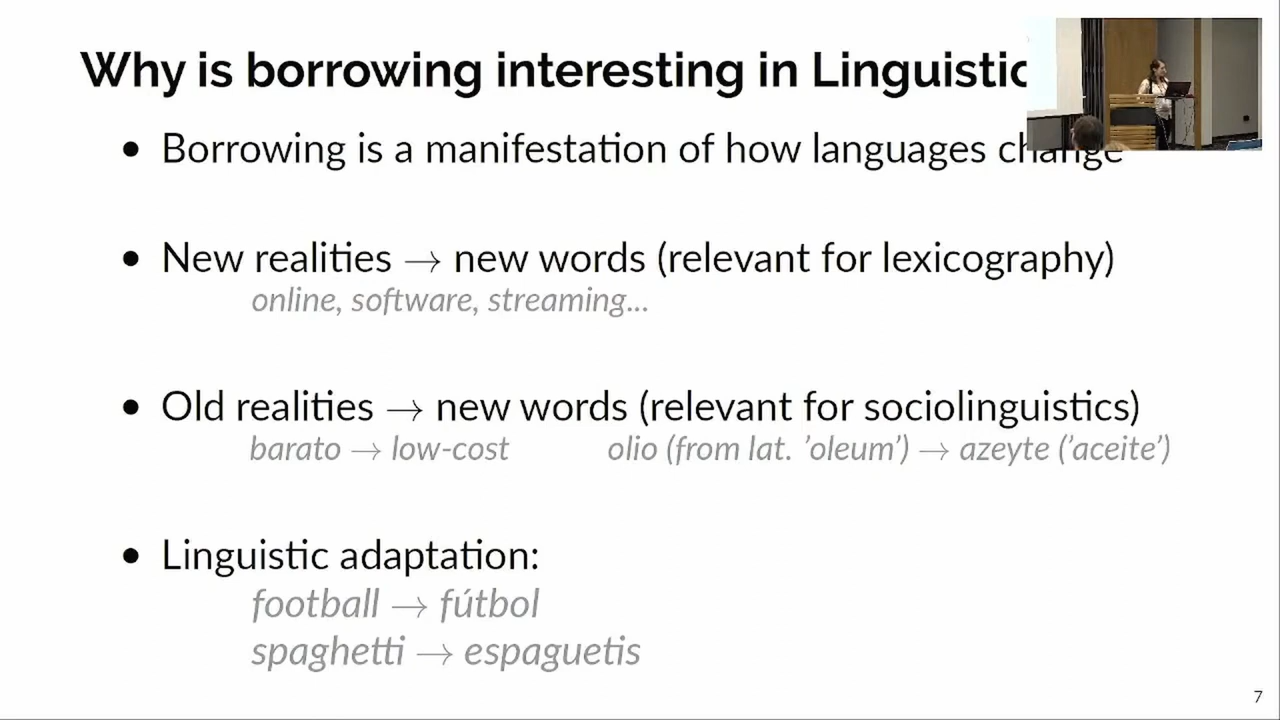 Why is borrowing interesting in Linguistic
• Borrowing is a manifestation of how languages change
• New realities → new words (relevant for lexicography)
online, software, streaming...
• Old realities → new words (relevant for sociolinguistics)
barato → low-cost olio (from lat. 'oleum') → azeyte ('aceite')
• Linguistic adaptation:
football → fútbol
spaghetti → espaguetis
7